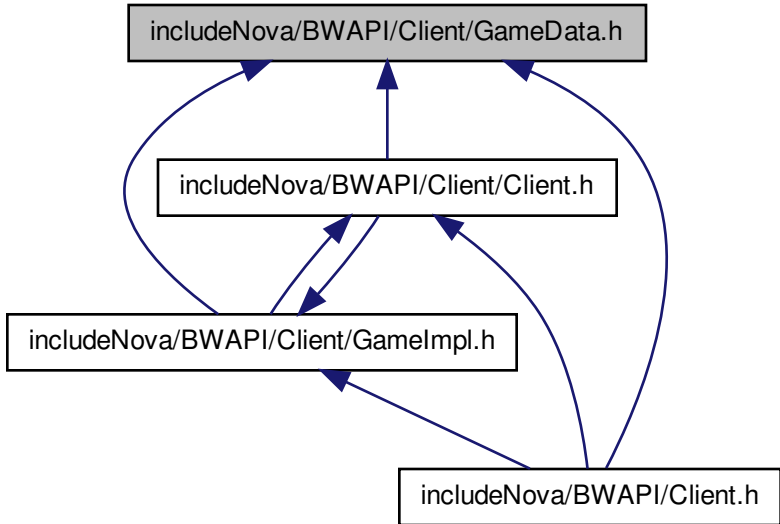 includeNova/BWAPI/Client/GameData.h
includeNova/BWAPI/Client/Client.h
includeNova/BWAPI/Client/GameImpl.h
includeNova/BWAPI/Client.h